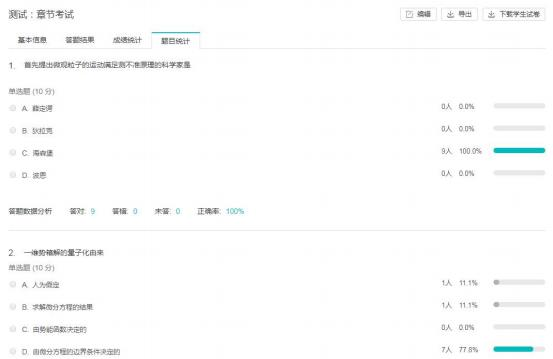 测试：章节考试
编辑 导出 下载学生试卷
基本信息 答题结果 成绩统计 题目统计
1. 首先提出微观粒子的运动满足测不准原理的科学家是
单选题 (10 分)
A. 薛定谔 0人 0.0%
B. 狄拉克 0人 0.0%
C. 海森堡 9人 100.0%
D. 波恩 0人 0.0%
答题数据分析 答对: 9 答错: 0 未答: 0 正确率: 100%
2. 一维势箱解的量子化由来
单选题 (10 分)
A. 人为假定 1人 11.1%
B. 求解微分方程的结果 1人 11.1%
C. 由势能函数决定的 0人 0.0%
D. 由微分方程的边界条件决定的 7人 77.8%